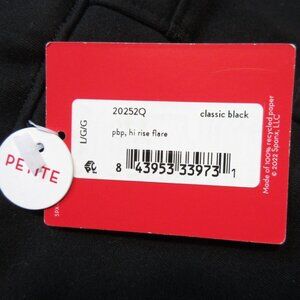 20252Q
classic black
pbp, hi rise flare
L/G/G
8 43953 33973 1
PETITE
Made of 100% recycled paper
© 2022 Spanx, LLC